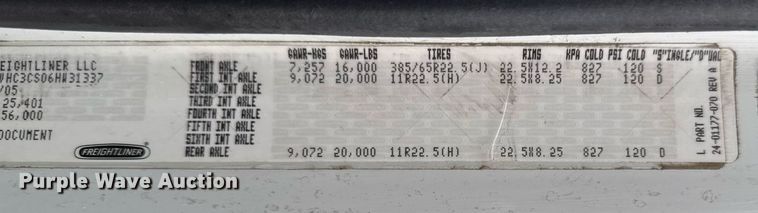 GAWR-KGS GAWR-LBS TIRES RIMS KPA COLD PSI COLD "S"INGLE/"D"UAL
EIGHTLINER LLC FRONT AXLE 7,257 16,000 385/65R22.5(J) 22.5X12.2 827 120 S
VHC3CS06HW31337 FIRST INT AXLE 9,072 20,000 11R22.5(H) 22.5X8.25 827 120 D
/05 SECOND INT AXLE
25,401 THIRD INT AXLE
56,000 FOURTH INT AXLE
FIFTH INT AXLE
DOCUMENT SIXTH INT AXLE
FREIGHTLINER REAR AXLE 9,072 20,000 11R22.5(H) 22.5X8.25 827 120 D
L PART NO.
24-01177-070 REV A
Purple Wave Auction